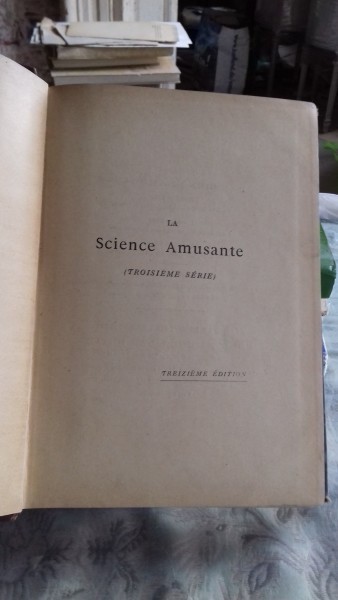 LA
Science Amusante
(TROISIÈME SÉRIE)
TREIZIÈME ÉDITION